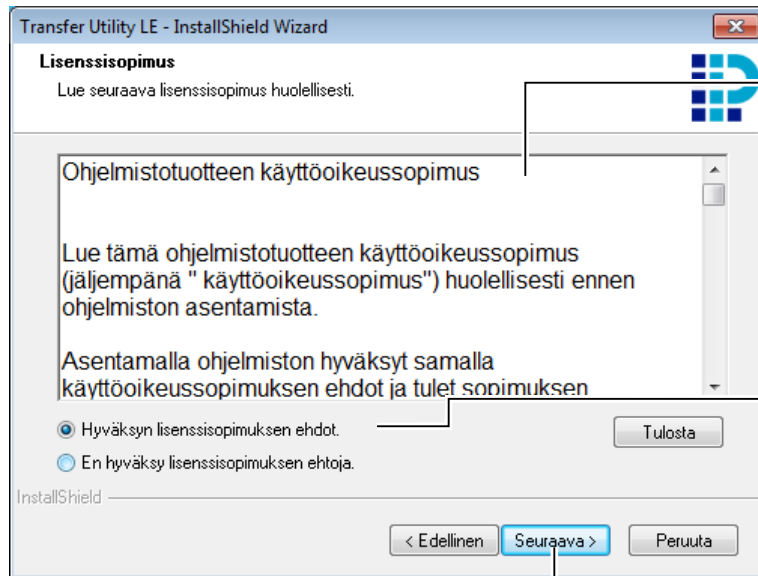 Transfer Utility LE - InstallShield Wizard
Lisenssisopimus
Lue seuraava lisenssisopimus huolellisesti.
Ohjelmistotuotteen käyttöoikeussopimus
Lue tämä ohjelmistotuotteen käyttöoikeussopimus
(jäljempänä " käyttöoikeussopimus") huolellisesti ennen
ohjelmiston asentamista.
Asentamalla ohjelmiston hyväksyt samalla
käyttöoikeussopimuksen ehdot ja tulet sopimuksen
Hyväksyn lisenssisopimuksen ehdot.
Tulosta
En hyväksy lisenssisopimuksen ehtoja.
InstallShield
< Edellinen
Seuraava >
Peruuta